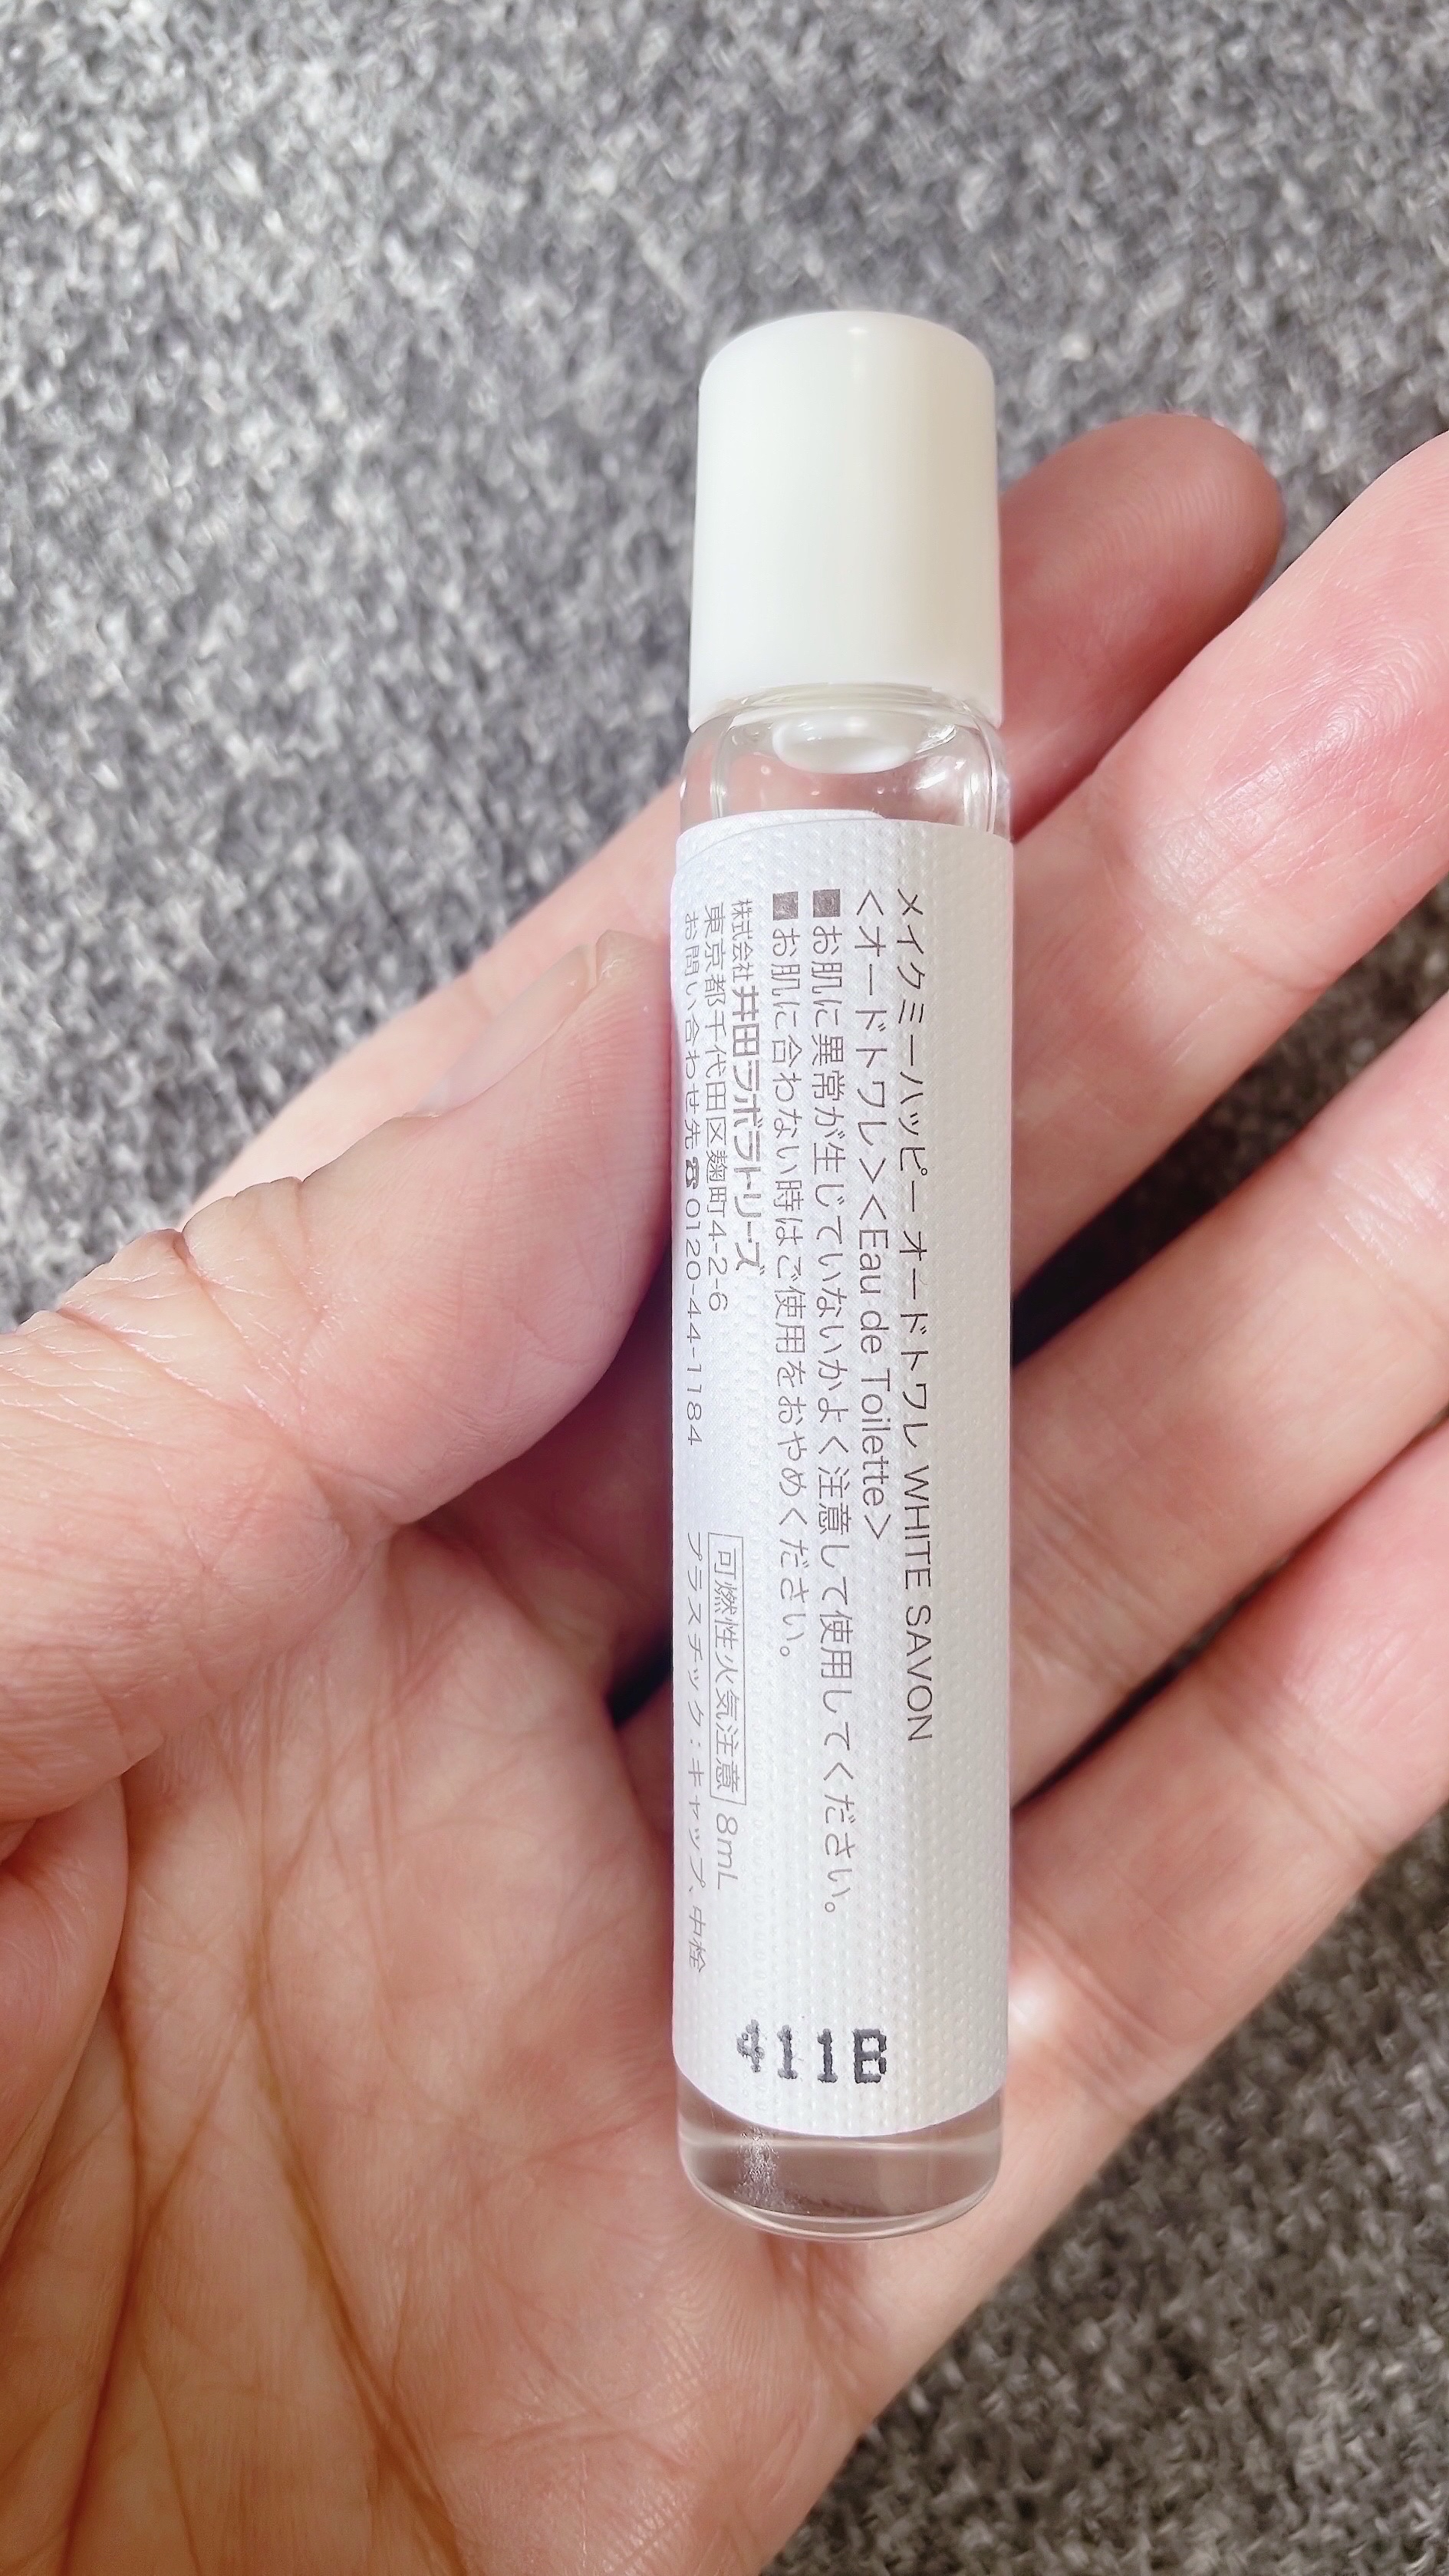 メイクミーハッピー オードトワレ WHITE SAVON
<オードトワレ><Eau de Toilette>
■お肌に異常が生じていないかよく注意して使用してください。
■お肌に合わない時はご使用をおやめください。
株式会社 井田ラボラトリーズ
東京都千代田区麹町4-2-6
お問い合わせ先☎0120-44-1184
可燃性火気注意 8mL
プラスチック:キャップ、中栓
411B